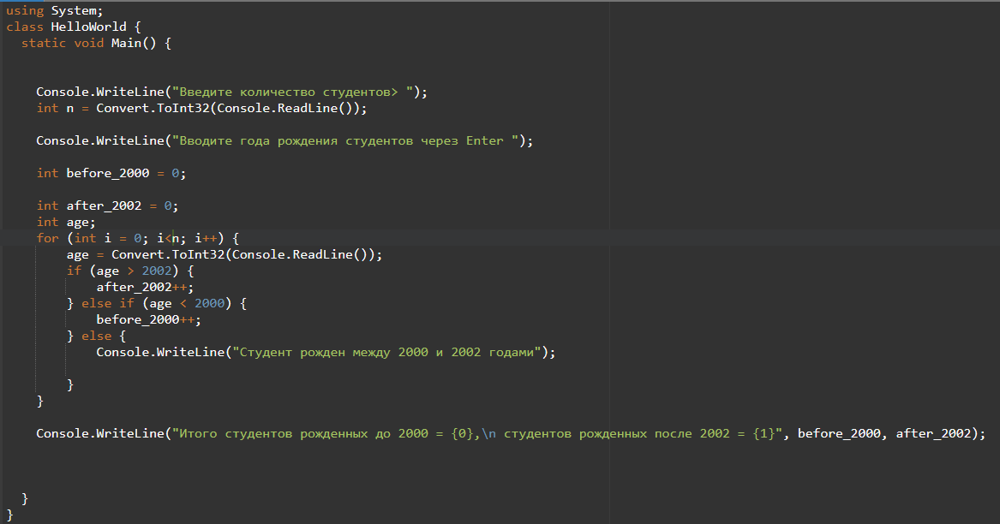 using System;
class HelloWorld {
static void Main() {
Console.WriteLine("Введите количество студентов> ");
int n = Convert.ToInt32(Console.ReadLine());
Console.WriteLine("Вводите года рождения студентов через Enter ");
int before_2000 = 0;
int after_2002 = 0;
int age;
for (int i = 0; i<n; i++) {
age = Convert.ToInt32(Console.ReadLine());
if (age > 2002) {
after_2002++;
} else if (age < 2000) {
before_2000++;
} else {
Console.WriteLine("Студент рожден между 2000 и 2002 годами");
}
}
Console.WriteLine("Итого студентов рожденных до 2000 = {0},\n студентов рожденных после 2002 = {1}", before_2000, after_2002);
}
}